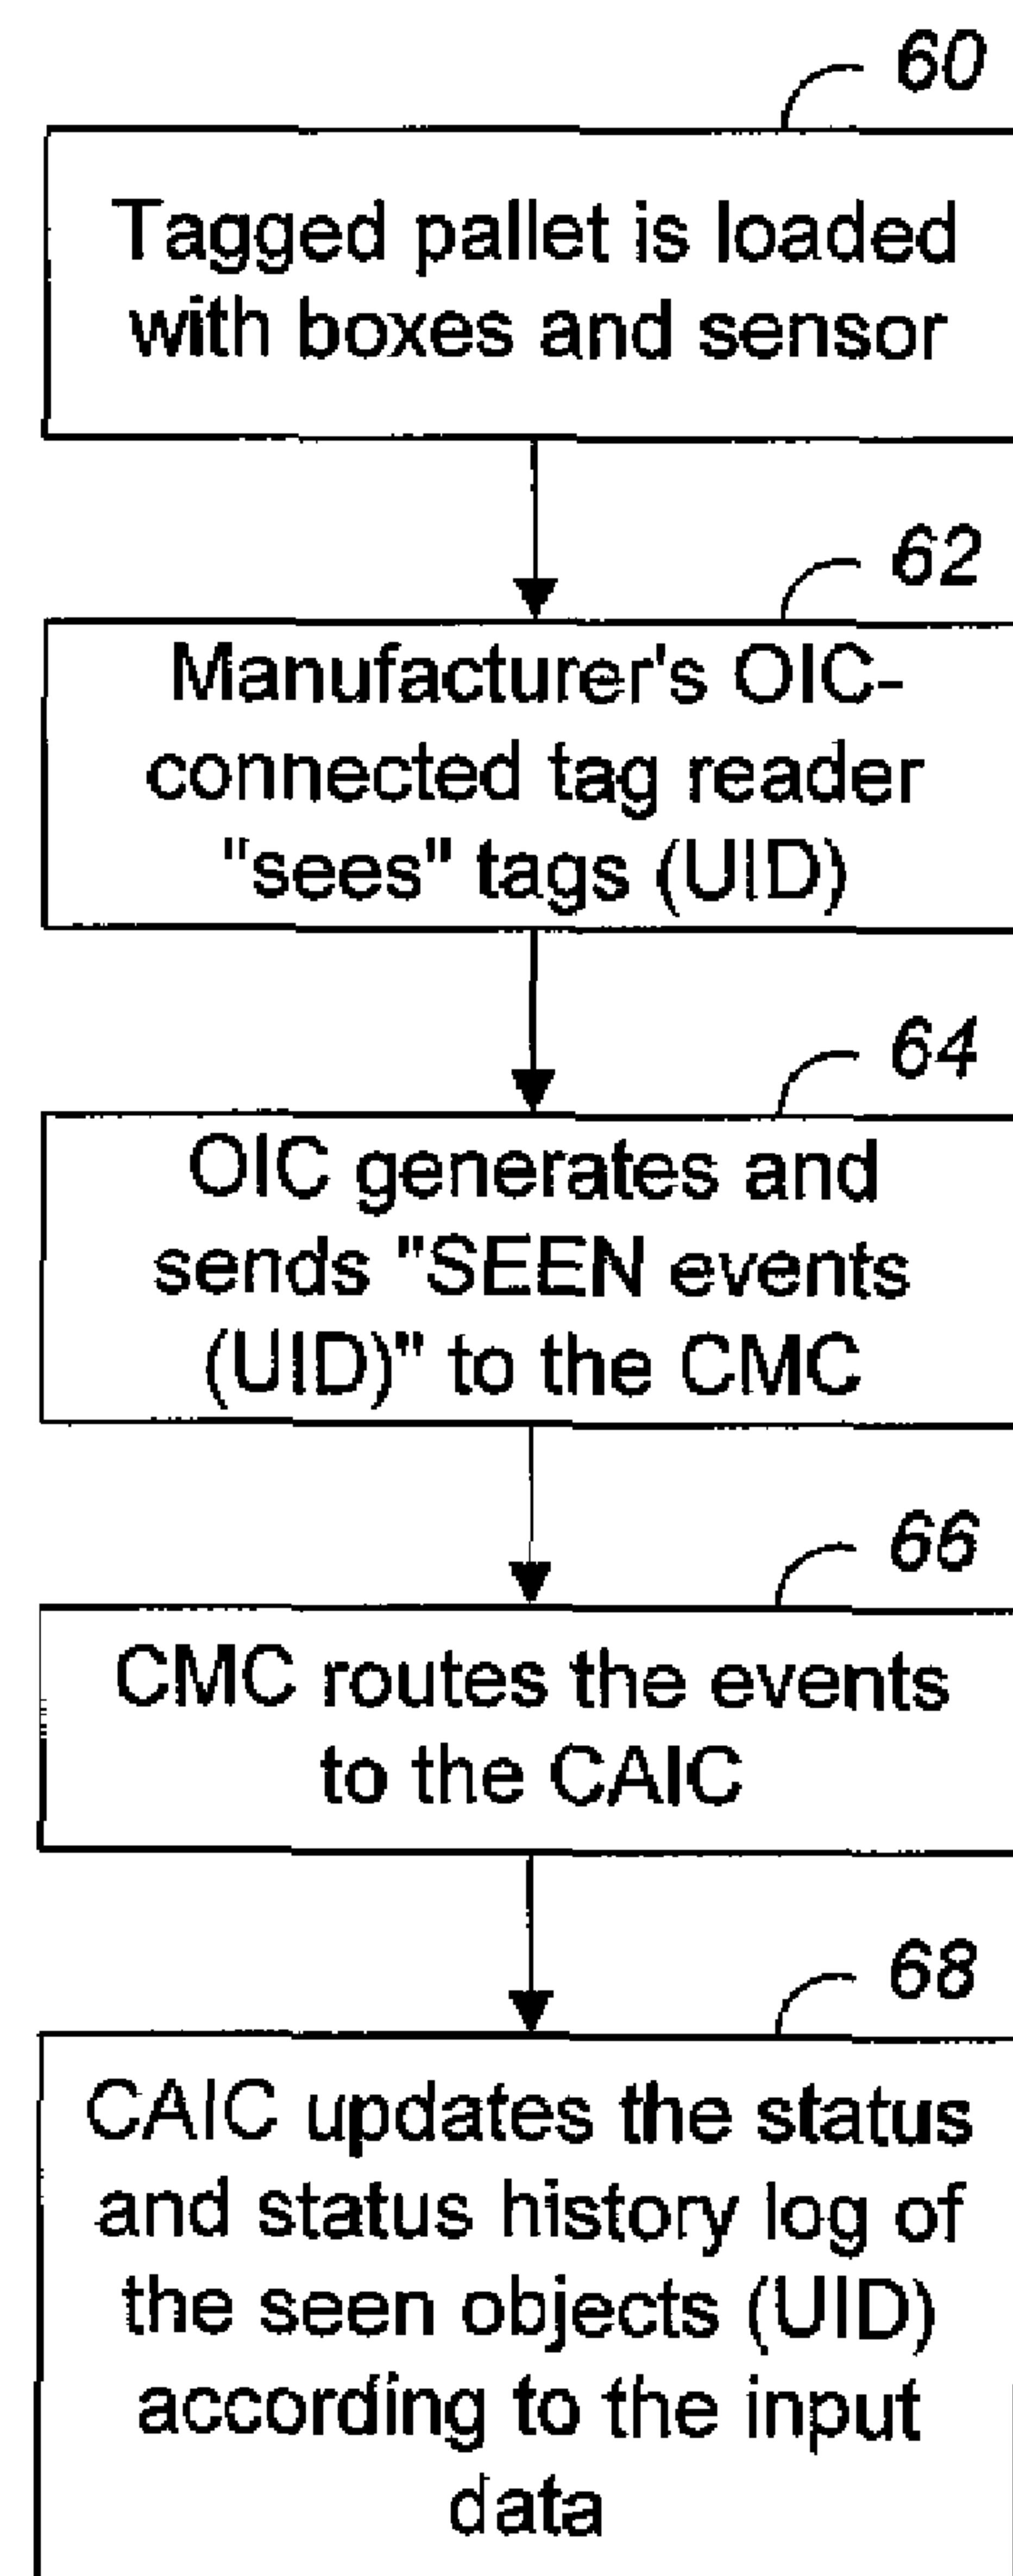 60
Tagged pallet is loaded
with boxes and sensor
62
Manufacturer's OIC-
connected tag reader
"sees" tags (UID)
64
OIC generates and
sends "SEEN events
(UID)" to the CMC
66
CMC routes the events
to the CAIC
68
CAIC updates the status
and status history log of
the seen objects (UID)
according to the input
data